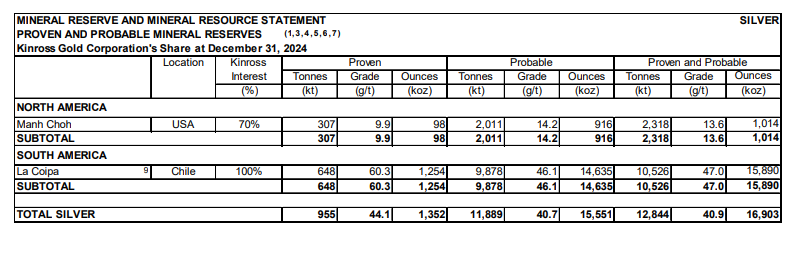 MINERAL RESERVE AND MINERAL RESOURCE STATEMENT SILVER
PROVEN AND PROBABLE MINERAL RESERVES (1,3,4,5,6,7)
Kinross Gold Corporation's Share at December 31, 2024
Location Kinross Proven Probable Proven and Probable
Interest Tonnes Grade Ounces Tonnes Grade Ounces Tonnes Grade Ounces
(%) (kt) (g/t) (koz) (kt) (g/t) (koz) (kt) (g/t) (koz)
NORTH AMERICA
Manh Choh USA 70% 307 9.9 98 2,011 14.2 916 2,318 13.6 1,014
SUBTOTAL 307 9.9 98 2,011 14.2 916 2,318 13.6 1,014
SOUTH AMERICA
La Coipa 9 Chile 100% 648 60.3 1,254 9,878 46.1 14,635 10,526 47.0 15,890
SUBTOTAL 648 60.3 1,254 9,878 46.1 14,635 10,526 47.0 15,890
TOTAL SILVER 955 44.1 1,352 11,889 40.7 15,551 12,844 40.9 16,903